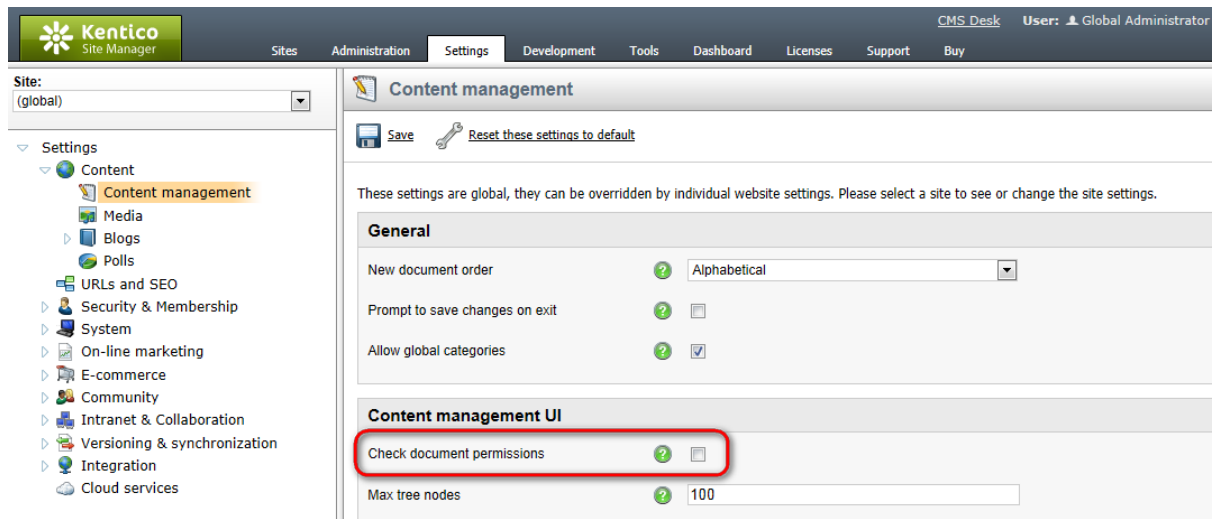 Kentico
Site Manager
CMS Desk User: Global Administrator
Sites Administration Settings Development Tools Dashboard Licenses Support Buy
Site:
(global)
Settings
Content
Content management
Media
Blogs
Polls
URLs and SEO
Security & Membership
System
On-line marketing
E-commerce
Community
Intranet & Collaboration
Versioning & synchronization
Integration
Cloud services
Content management
Save Reset these settings to default
These settings are global, they can be overridden by individual website settings. Please select a site to see or change the site settings.
General
New document order ? Alphabetical
Prompt to save changes on exit ?
Allow global categories ?
Content management UI
Check document permissions ?
Max tree nodes ? 100